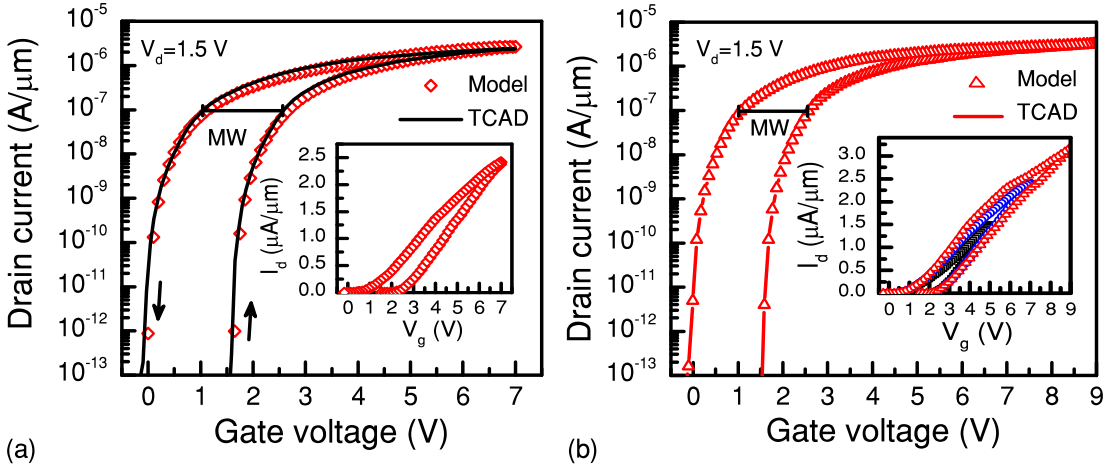 10⁻⁵
10⁻⁶
10⁻⁷
10⁻⁸
10⁻⁹
10⁻¹⁰
10⁻¹¹
10⁻¹²
10⁻¹³
Drain current (A/μm)
V_d=1.5 V
Model
TCAD
MW
2.5
2.0
1.5
1.0
0.5
0.0
I_d (μA/μm)
0 1 2 3 4 5 6 7
V_g (V)
0 1 2 3 4 5 6 7
Gate voltage (V)
(a)
10⁻⁵
10⁻⁶
10⁻⁷
10⁻⁸
10⁻⁹
10⁻¹⁰
10⁻¹¹
10⁻¹²
10⁻¹³
Drain current (A/μm)
V_d=1.5 V
Model
TCAD
MW
3.0
2.5
2.0
1.5
1.0
0.5
0.0
I_d (μA/μm)
0 1 2 3 4 5 6 7 8 9
V_g (V)
0 1 2 3 4 5 6 7 8 9
Gate voltage (V)
(b)